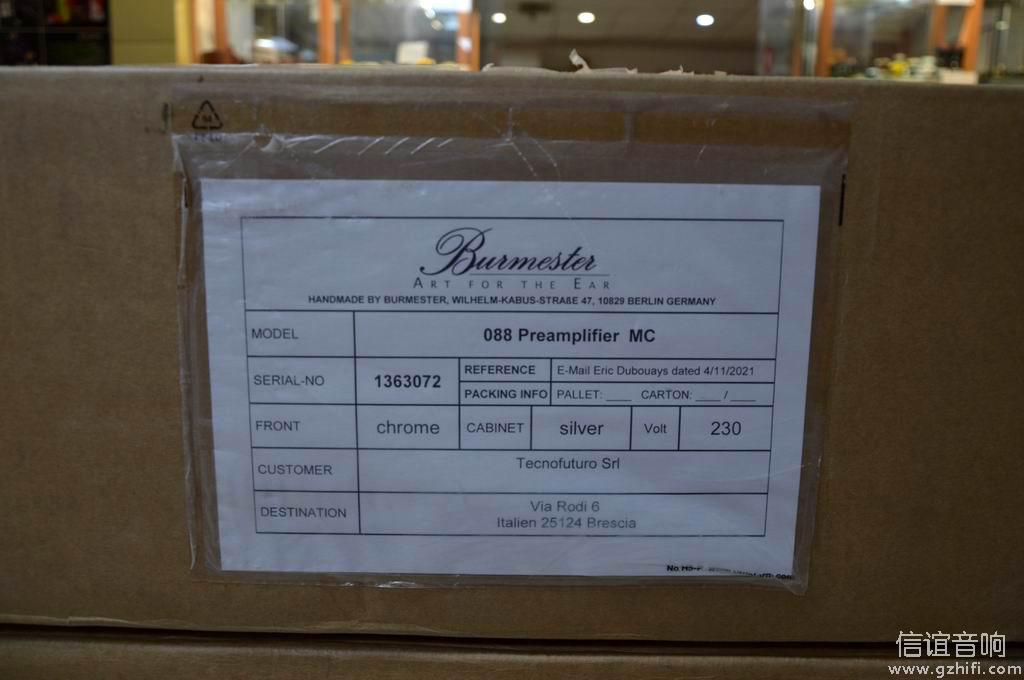 Burmester
ART FOR THE EAR
HANDMADE BY BURMESTER, WILHELM-KABUS-STRAßE 47, 10829 BERLIN GERMANY
MODEL 088 Preamplifier MC
SERIAL-NO 1363072 REFERENCE E-Mail Eric Dubouays dated 4/11/2021
PACKING INFO PALLET: ___ CARTON: ___ / ___
FRONT chrome CABINET silver Volt 230
CUSTOMER Tecnofuturo Srl
DESTINATION Via Rodi 6
Italien 25124 Brescia
信谊音响
www.gzhifi.com